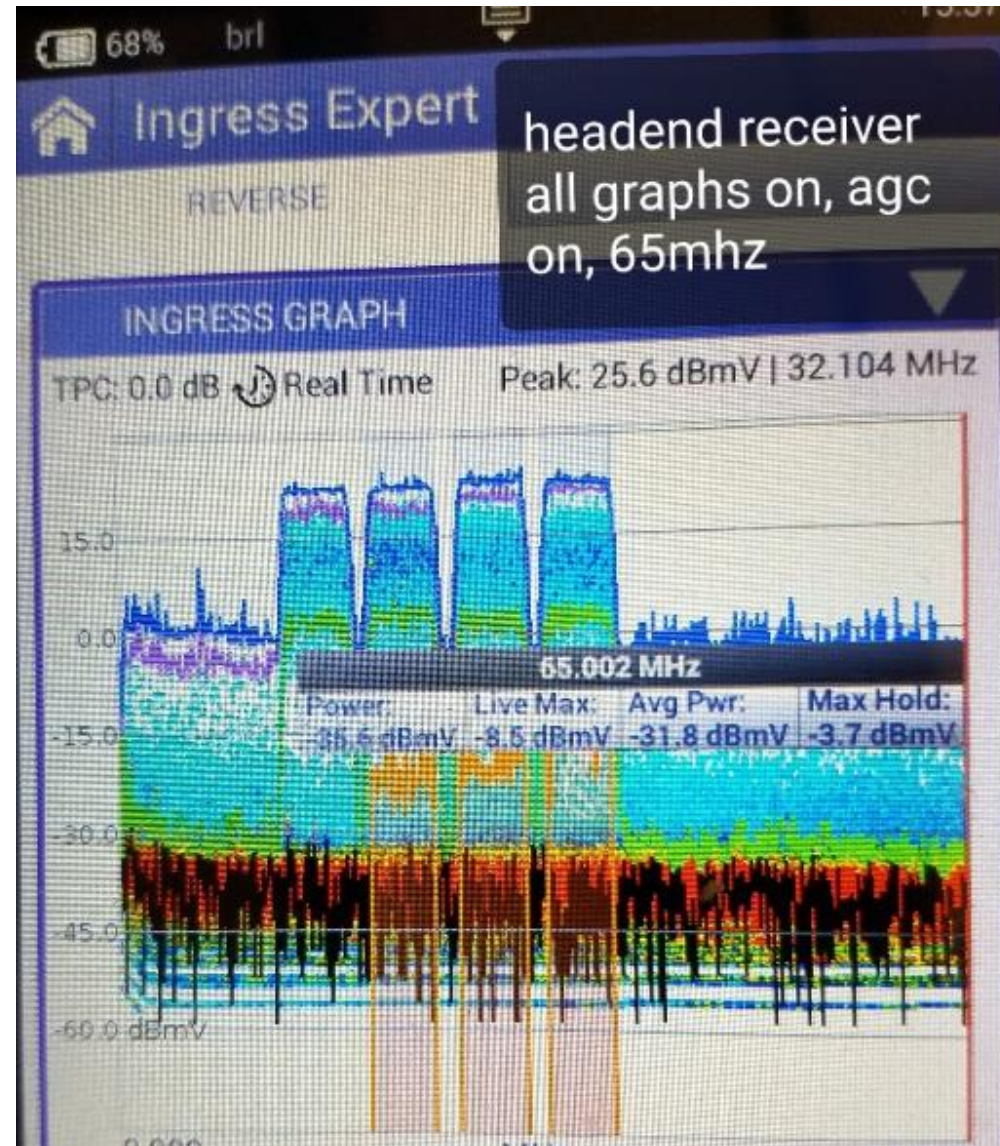 68% brl
Ingress Expert
headend receiver
all graphs on, agc
on, 65mhz
REVERSE
INGRESS GRAPH
TPC: 0.0 dB Real Time Peak: 25.6 dBmV | 32.104 MHz
15.0
0.0
65.002 MHz
Power: Live Max: Avg Pwr: Max Hold:
-15.0 -35.6 dBmV -8.5 dBmV -31.8 dBmV -3.7 dBmV
-30.0
-45.0
-60.0 dBmV